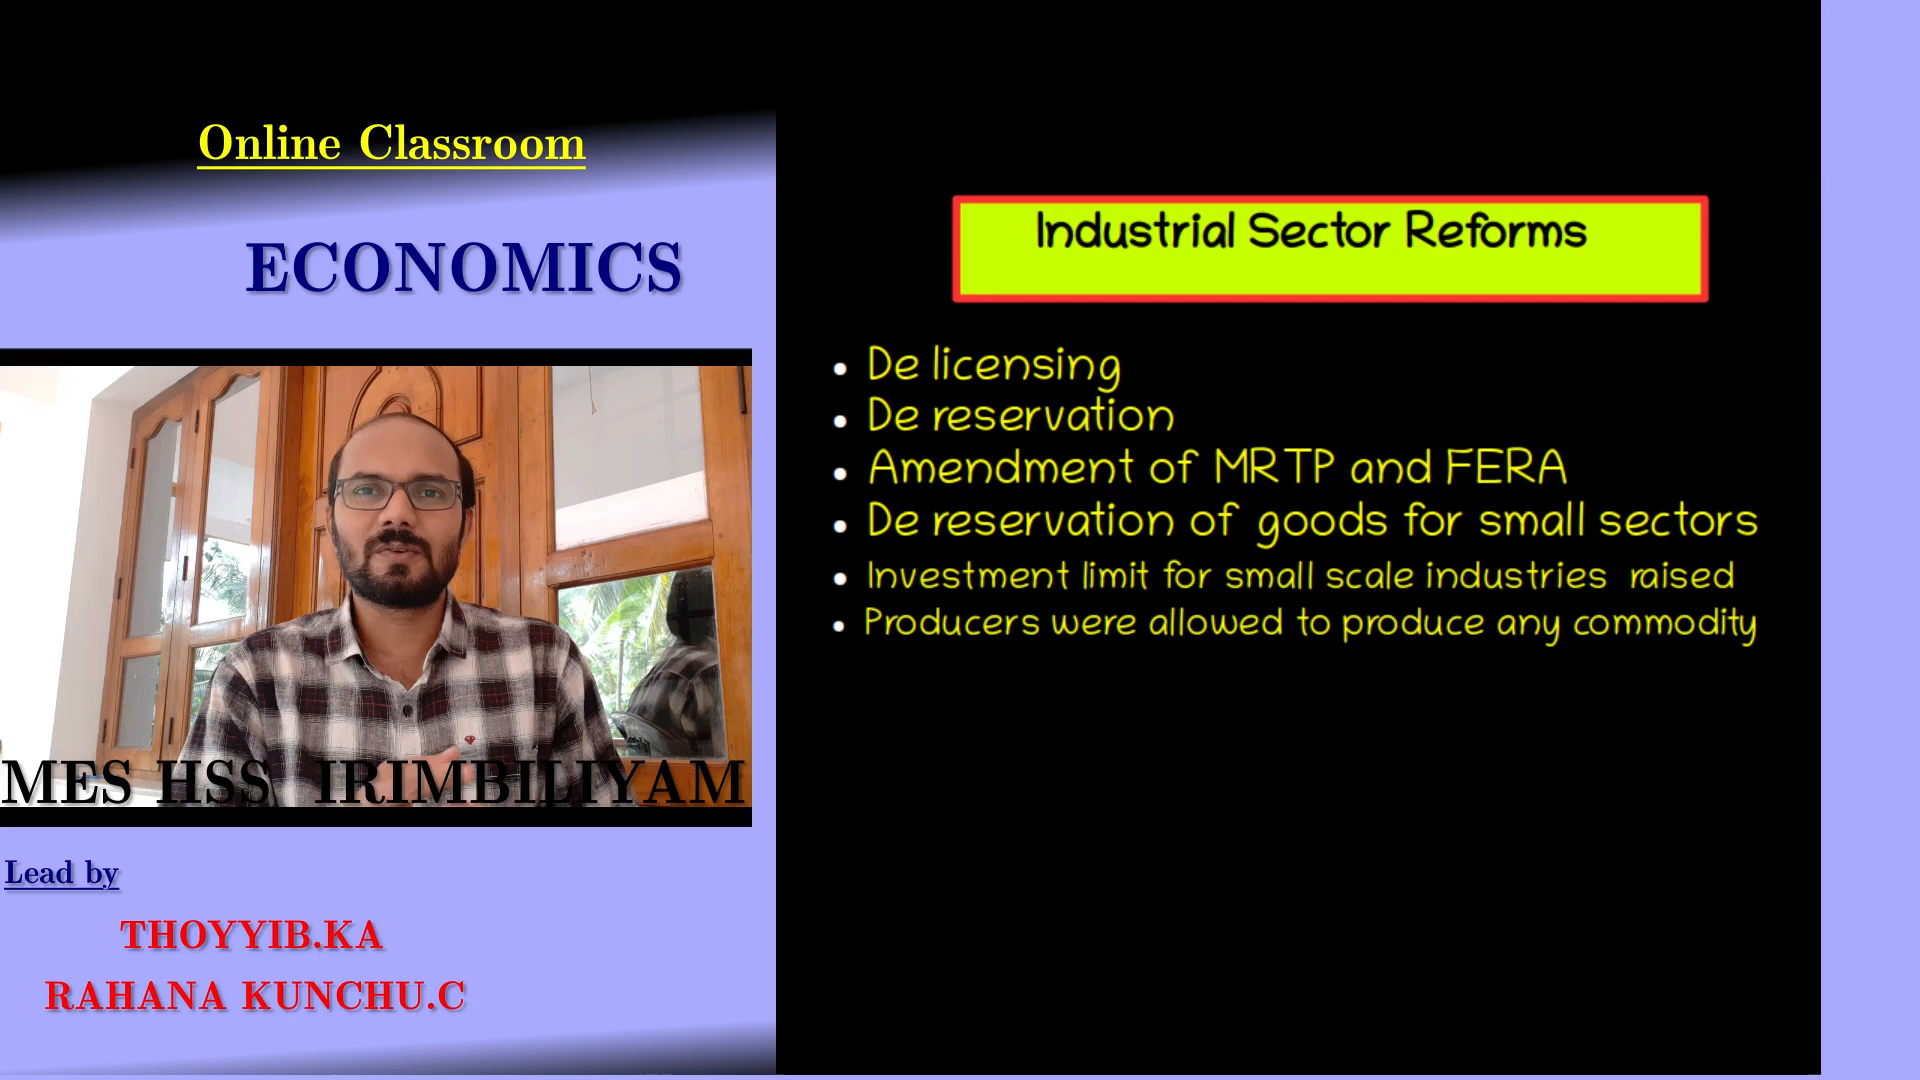 Online Classroom
ECONOMICS
MES HSS IRIMBILIYAM
Lead by
THOYYIB.KA
RAHANA KUNCHU.C
Industrial Sector Reforms
• De licensing
• De reservation
• Amendment of MRTP and FERA
• De reservation of goods for small sectors
• Investment limit for small scale industries raised
• Producers were allowed to produce any commodity